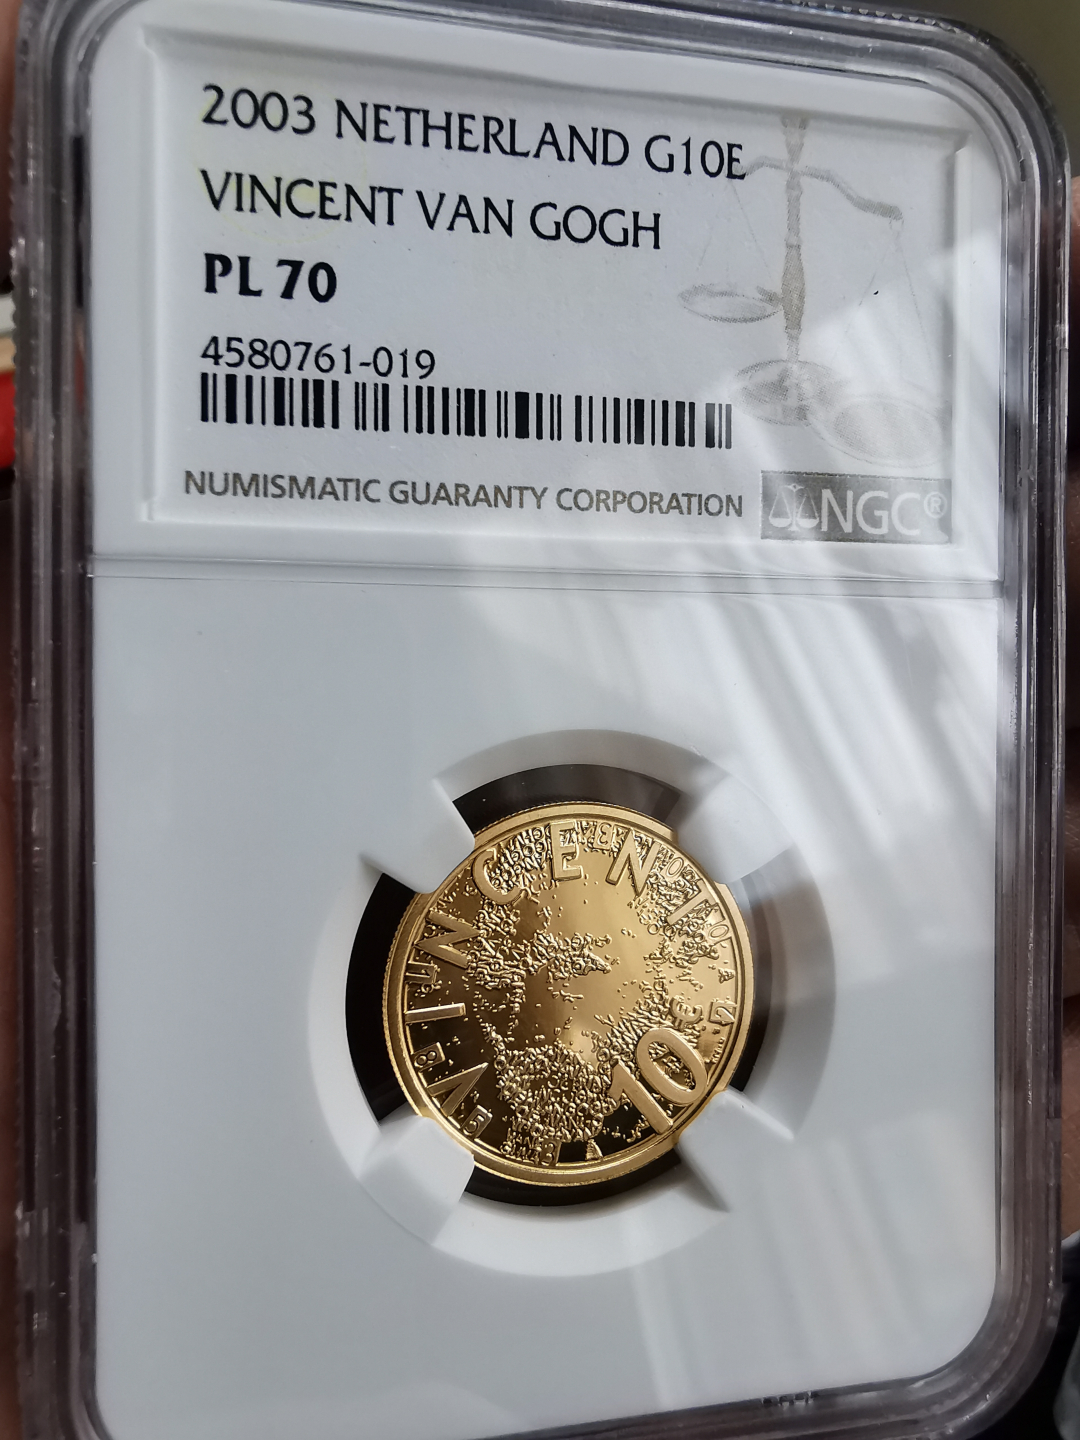 2003 NETHERLAND G10E
VINCENT VAN GOGH
PL 70
4580761-019
NUMISMATIC GUARANTY CORPORATION
NGC®
VINCENT
10
€